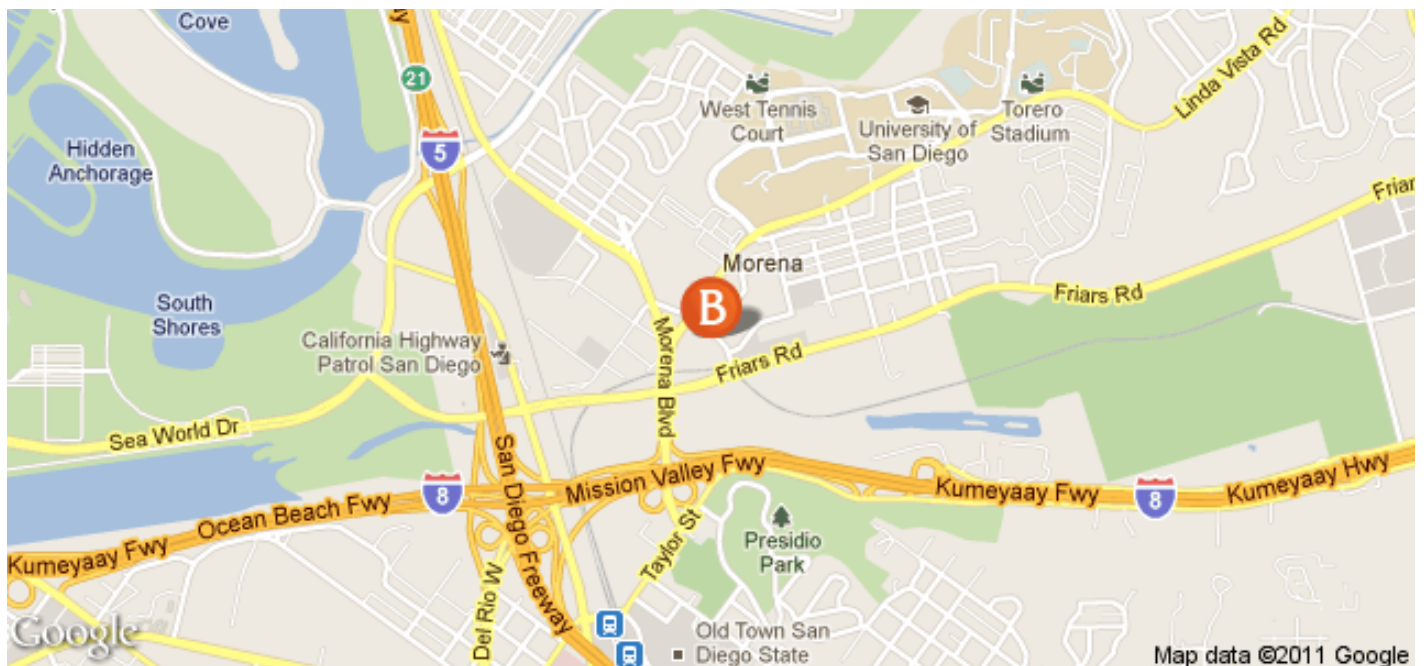 Cove
21
West Tennis
Court
University of
San Diego
Torero
Stadium
Linda Vista Rd
5
Hidden
Anchorage
Morena
B
Friars Rd
South
Shores
California Highway
Patrol San Diego
Morena Blvd
Friars Rd
Sea World Dr
San Diego Freeway
Mission Valley Fwy
8
Ocean Beach Fwy
Kumeyaay Fwy
Kumeyaay Fwy
8
Kumeyaay Hwy
Taylor St
Presidio
Park
Del Rio W
Google
Old Town San
Diego State
Map data ©2011 Google